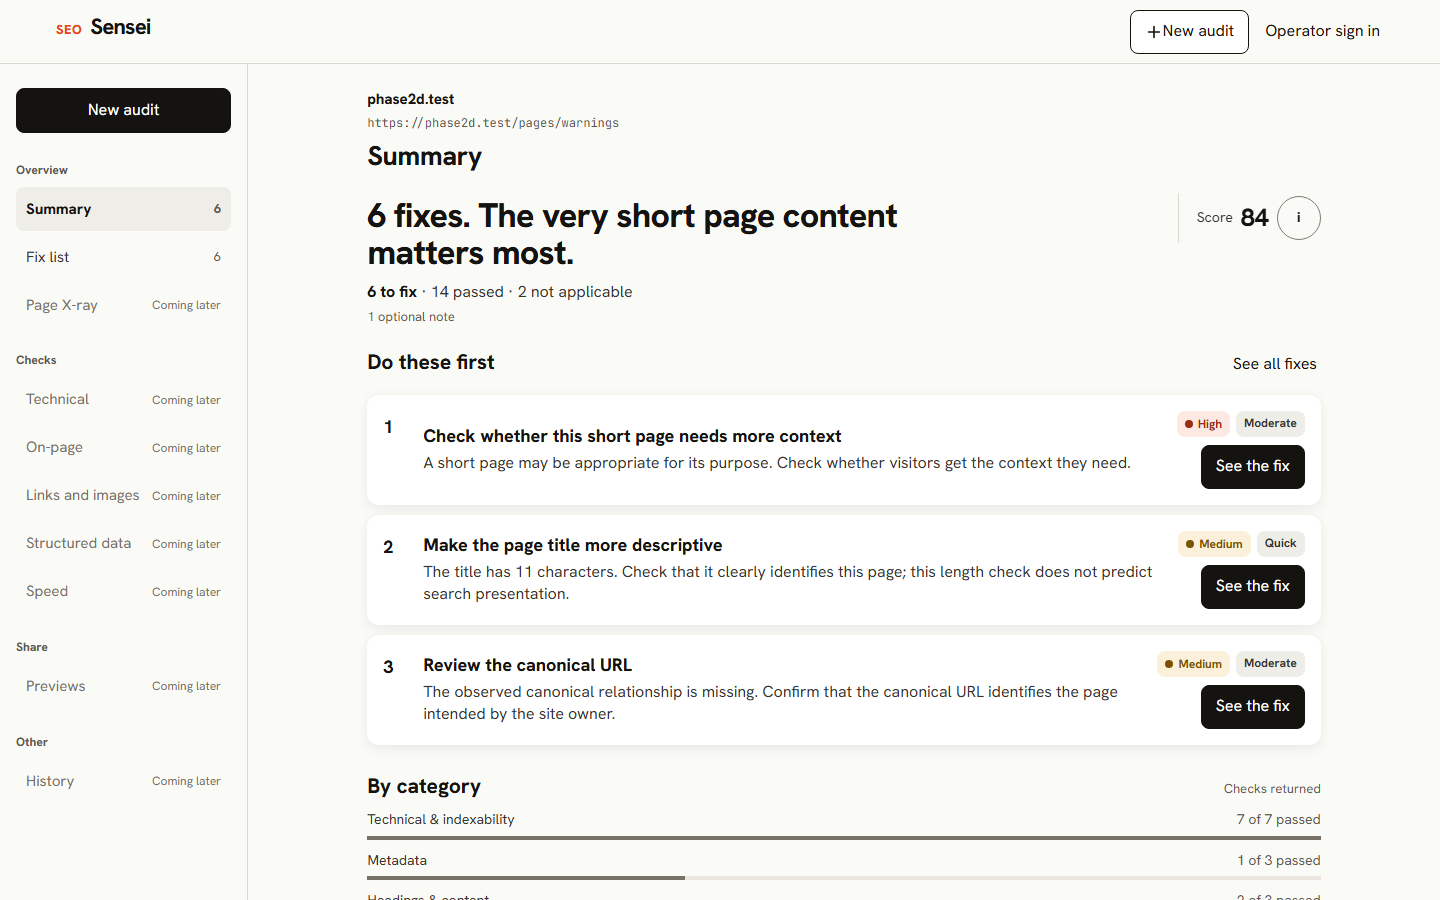 SEO Sensei
+New audit
Operator sign in
New audit
Overview
Summary 6
Fix list 6
Page X-ray Coming later
Checks
Technical Coming later
On-page Coming later
Links and images Coming later
Structured data Coming later
Speed Coming later
Share
Previews Coming later
Other
History Coming later
phase2d.test
https://phase2d.test/pages/warnings
Summary
6 fixes. The very short page content
matters most.
Score 84 i
6 to fix · 14 passed · 2 not applicable
1 optional note
Do these first
See all fixes
1
Check whether this short page needs more context
A short page may be appropriate for its purpose. Check whether visitors get the context they need.
High Moderate
See the fix
2
Make the page title more descriptive
The title has 11 characters. Check that it clearly identifies this page; this length check does not predict
search presentation.
Medium Quick
See the fix
3
Review the canonical URL
The observed canonical relationship is missing. Confirm that the canonical URL identifies the page
intended by the site owner.
Medium Moderate
See the fix
By category
Checks returned
Technical & indexability 7 of 7 passed
Metadata 1 of 3 passed
Headings & content 2 of 3 passed